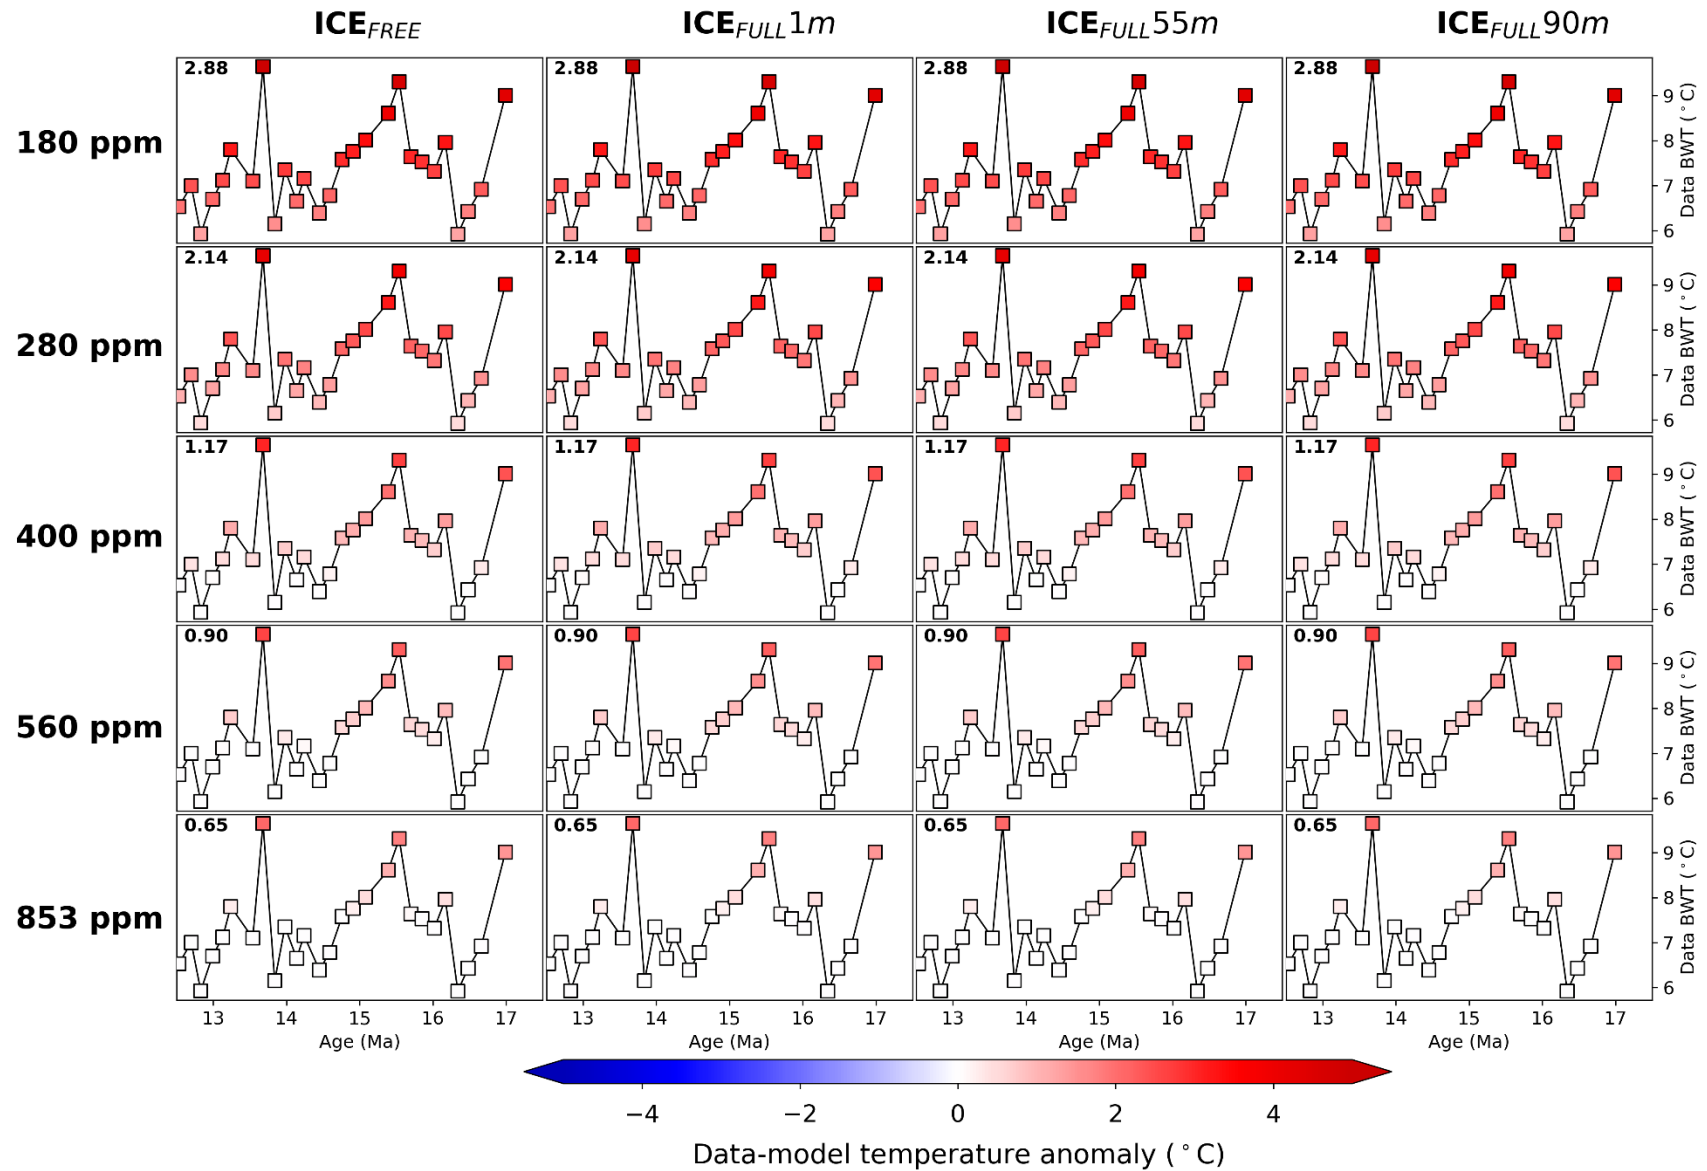 ICE_FREE ICE_FULL1m ICE_FULL55m ICE_FULL90m
180 ppm
2.88 2.88 2.88 2.88
9
8
7
6
Data BWT (°C)
280 ppm
2.14 2.14 2.14 2.14
9
8
7
6
Data BWT (°C)
400 ppm
1.17 1.17 1.17 1.17
9
8
7
6
Data BWT (°C)
560 ppm
0.90 0.90 0.90 0.90
9
8
7
6
Data BWT (°C)
853 ppm
0.65 0.65 0.65 0.65
9
8
7
6
Data BWT (°C)
13 14 15 16 17 13 14 15 16 17 13 14 15 16 17 13 14 15 16 17
Age (Ma) Age (Ma) Age (Ma) Age (Ma)
−4 −2 0 2 4
Data-model temperature anomaly (°C)